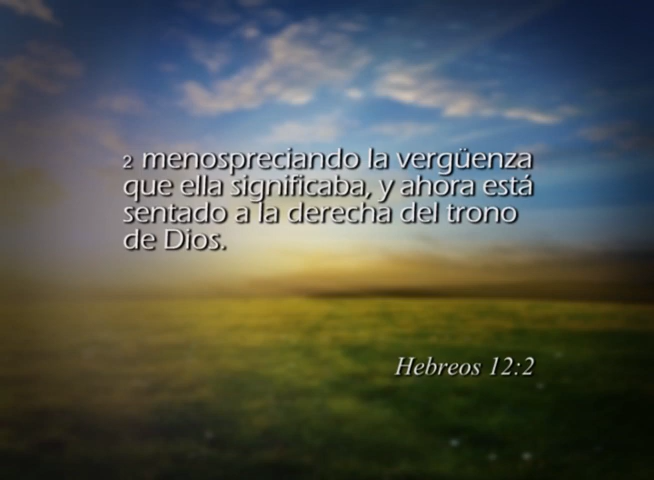 2 menospreciando la vergüenza
que ella significaba, y ahora está
sentado a la derecha del trono
de Dios.
Hebreos 12:2